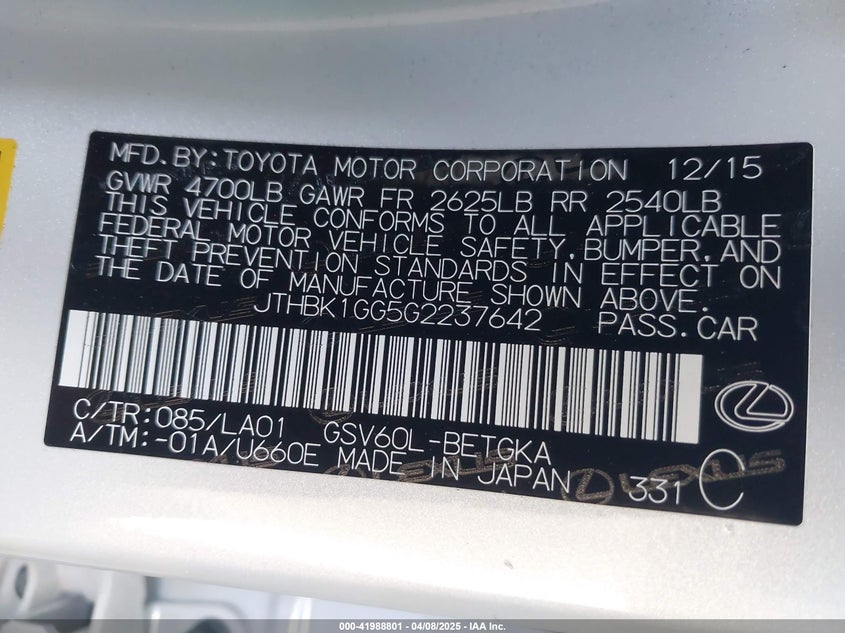 MFD. BY: TOYOTA MOTOR CORPORATION 12/15
GVWR 4700LB GAWR FR 2625LB RR 2540LB
THIS VEHICLE CONFORMS TO ALL APPLICABLE
FEDERAL MOTOR VEHICLE SAFETY, BUMPER, AND
THEFT PREVENTION STANDARDS IN EFFECT ON
THE DATE OF MANUFACTURE SHOWN ABOVE.
JTHBK1GG5G2237642 PASS. CAR
C/TR: 085/LA01 GSV60L-BETGKA
A/TM: -01A/U660E MADE IN JAPAN 331 C
LEXUS
LEXUS
000-41988801 - 04/08/2025 - IAA Inc.